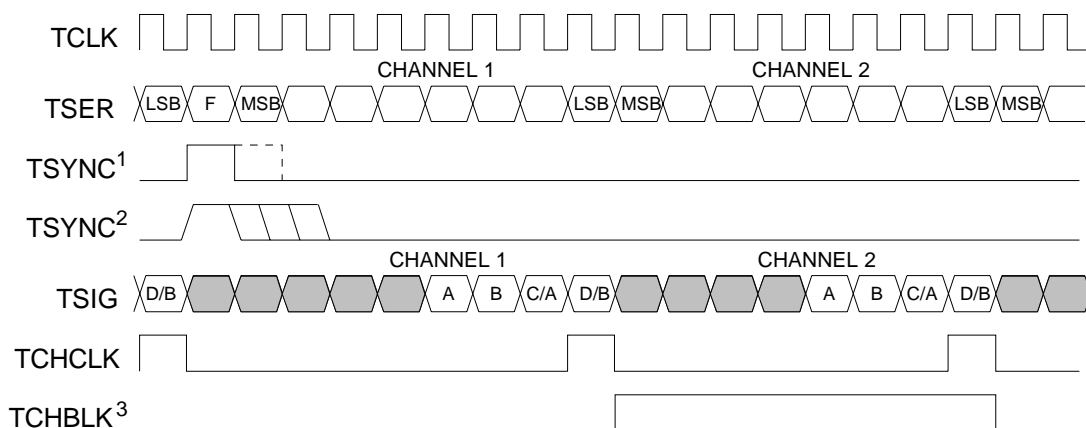 TCLK
CHANNEL 1 CHANNEL 2
TSER LSB F MSB LSB MSB LSB MSB
TSYNC1
TSYNC2
CHANNEL 1 CHANNEL 2
TSIG D/B A B C/A D/B A B C/A D/B
TCHCLK
TCHBLK3